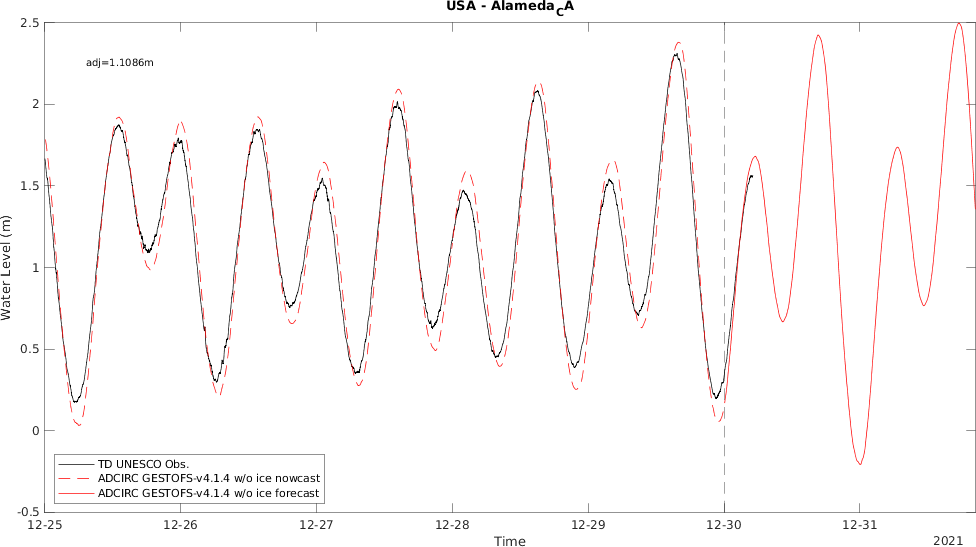 USA - AlamedaCA
adj=1.1086m
2.5
2
1.5
1
0.5
0
-0.5
Water Level (m)
TD UNESCO Obs.
ADCIRC GESTOFS-v4.1.4 w/o ice nowcast
ADCIRC GESTOFS-v4.1.4 w/o ice forecast
12-25 12-26 12-27 12-28 12-29 12-30 12-31
Time
2021